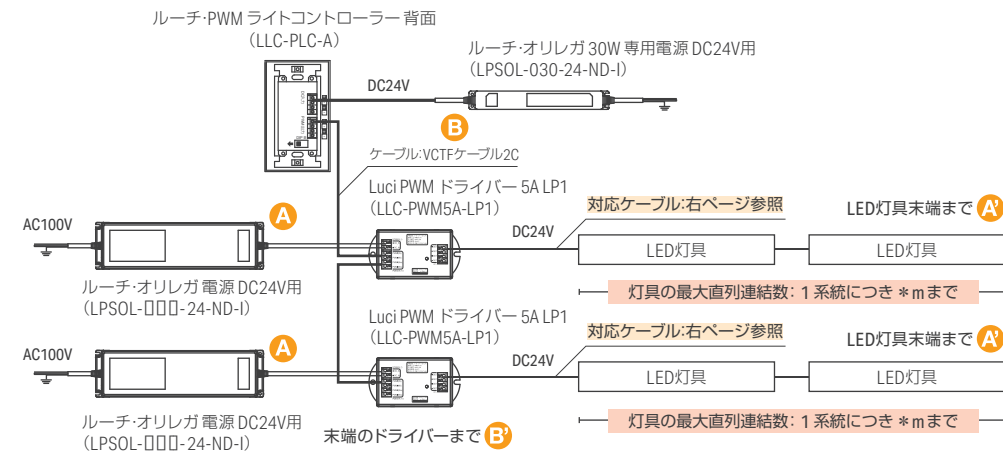 ルーチ・PWM ライトコントローラー 背面
（LLC-PLC-A）
ルーチ・オリレガ 30W 専用電源 DC24V用
（LPSOL-030-24-ND-I）
DC24V
B
ケーブル：VCTFケーブル2C
Luci PWM ドライバー 5A LP1
（LLC-PWM5A-LP1）
対応ケーブル：右ページ参照
LED灯具末端まで A'
A
AC100V
DC24V
LED灯具
LED灯具
ルーチ・オリレガ 電源 DC24V用
（LPSOL-▯▯▯-24-ND-I）
灯具の最大直列連結数： 1 系統につき ＊mまで
Luci PWM ドライバー 5A LP1
（LLC-PWM5A-LP1）
対応ケーブル：右ページ参照
LED灯具末端まで A'
A
AC100V
DC24V
LED灯具
LED灯具
ルーチ・オリレガ 電源 DC24V用
（LPSOL-▯▯▯-24-ND-I）
末端のドライバーまで B'
灯具の最大直列連結数： 1 系統につき ＊mまで